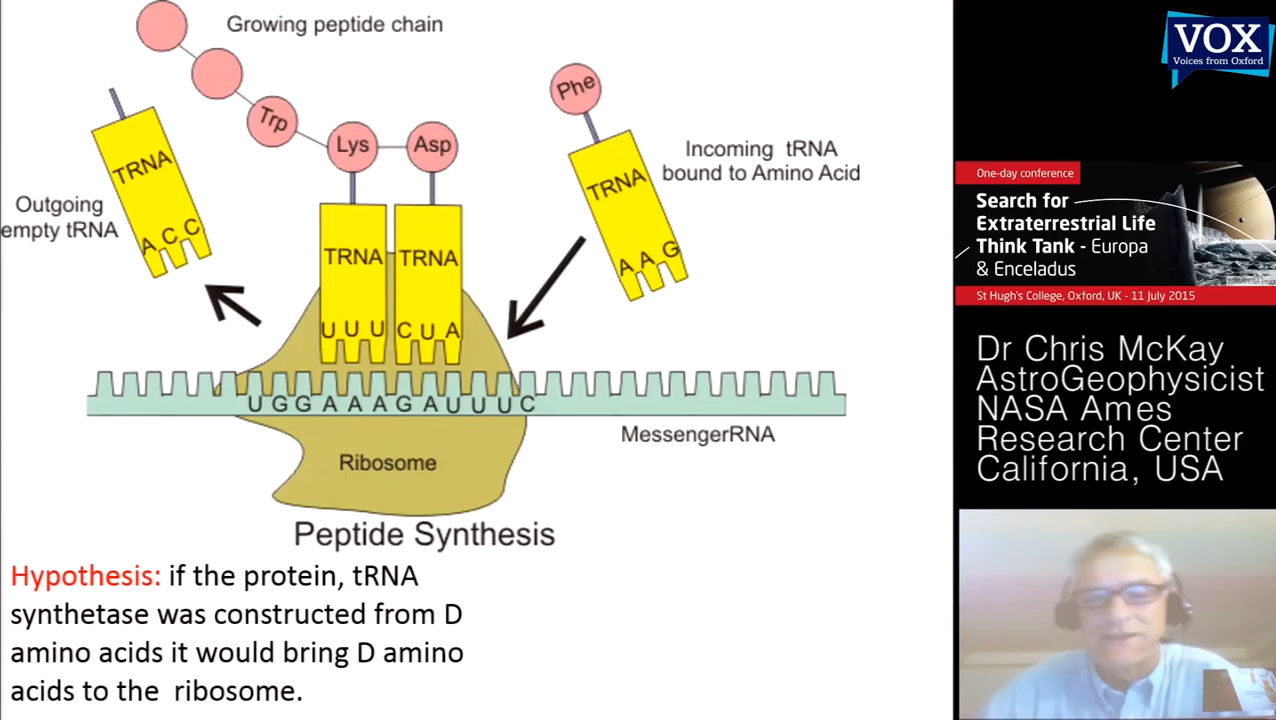 Growing peptide chain
Trp
Lys
Asp
Phe
TRNA
A C C
Outgoing
empty tRNA
TRNA
U U U
TRNA
C U A
TRNA
A A G
Incoming tRNA
bound to Amino Acid
U G G A A A G A U U U C
MessengerRNA
Ribosome
Peptide Synthesis
Hypothesis: if the protein, tRNA
synthetase was constructed from D
amino acids it would bring D amino
acids to the ribosome.
VOX
Voices from Oxford
One-day conference
Search for
Extraterrestrial Life
Think Tank - Europa
& Enceladus
St Hugh's College, Oxford, UK - 11 July 2015
Dr Chris McKay
AstroGeophysicist
NASA Ames
Research Center
California, USA